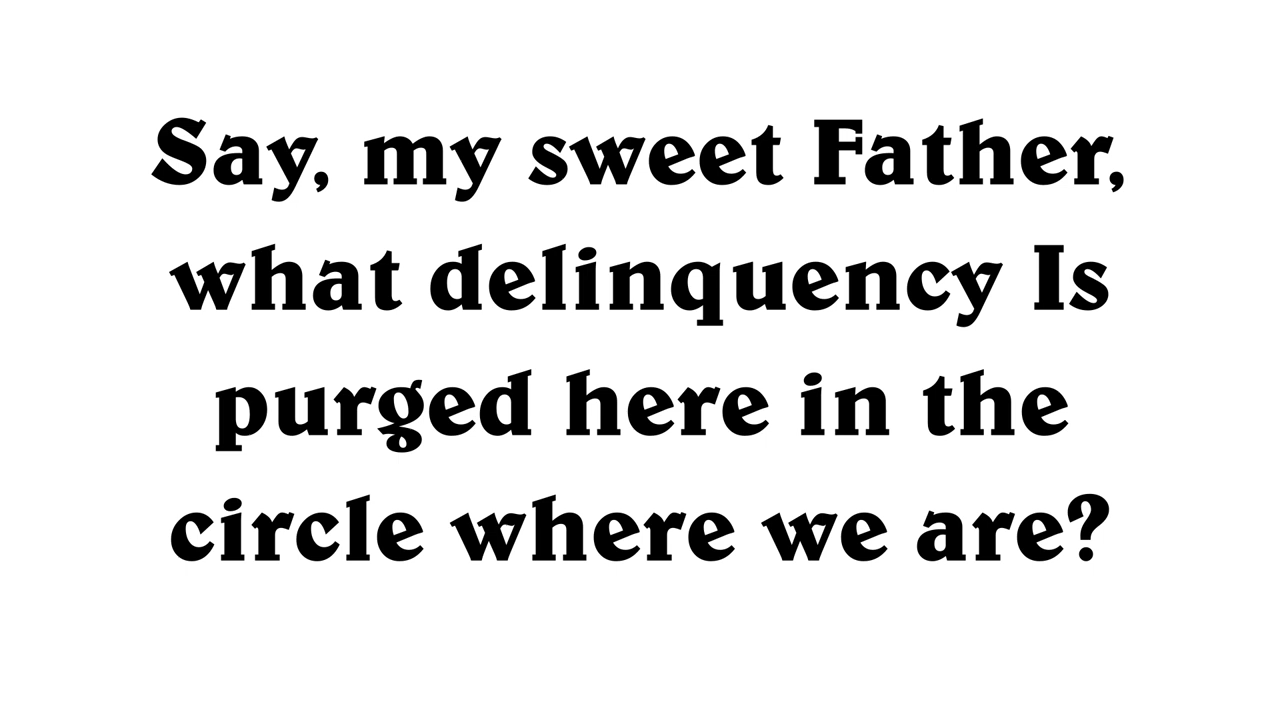 Say, my sweet Father,
what delinquency Is
purged here in the
circle where we are?